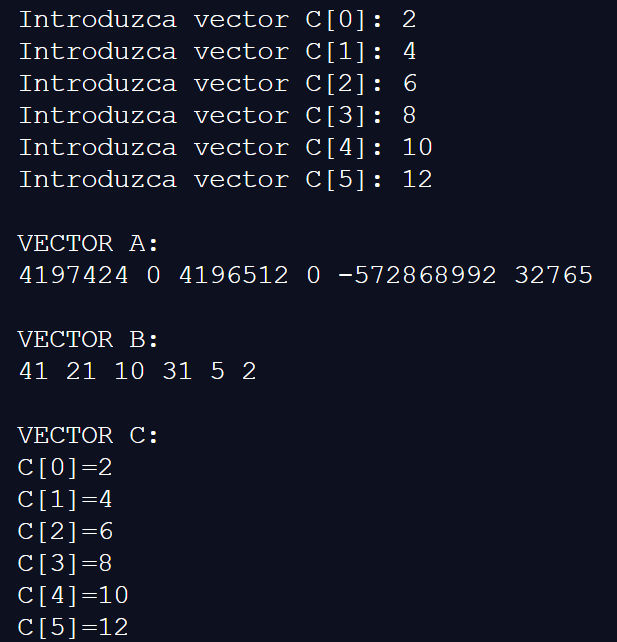 Introduzca vector C[0]: 2
Introduzca vector C[1]: 4
Introduzca vector C[2]: 6
Introduzca vector C[3]: 8
Introduzca vector C[4]: 10
Introduzca vector C[5]: 12
VECTOR A:
4197424 0 4196512 0 -572868992 32765
VECTOR B:
41 21 10 31 5 2
VECTOR C:
C[0]=2
C[1]=4
C[2]=6
C[3]=8
C[4]=10
C[5]=12